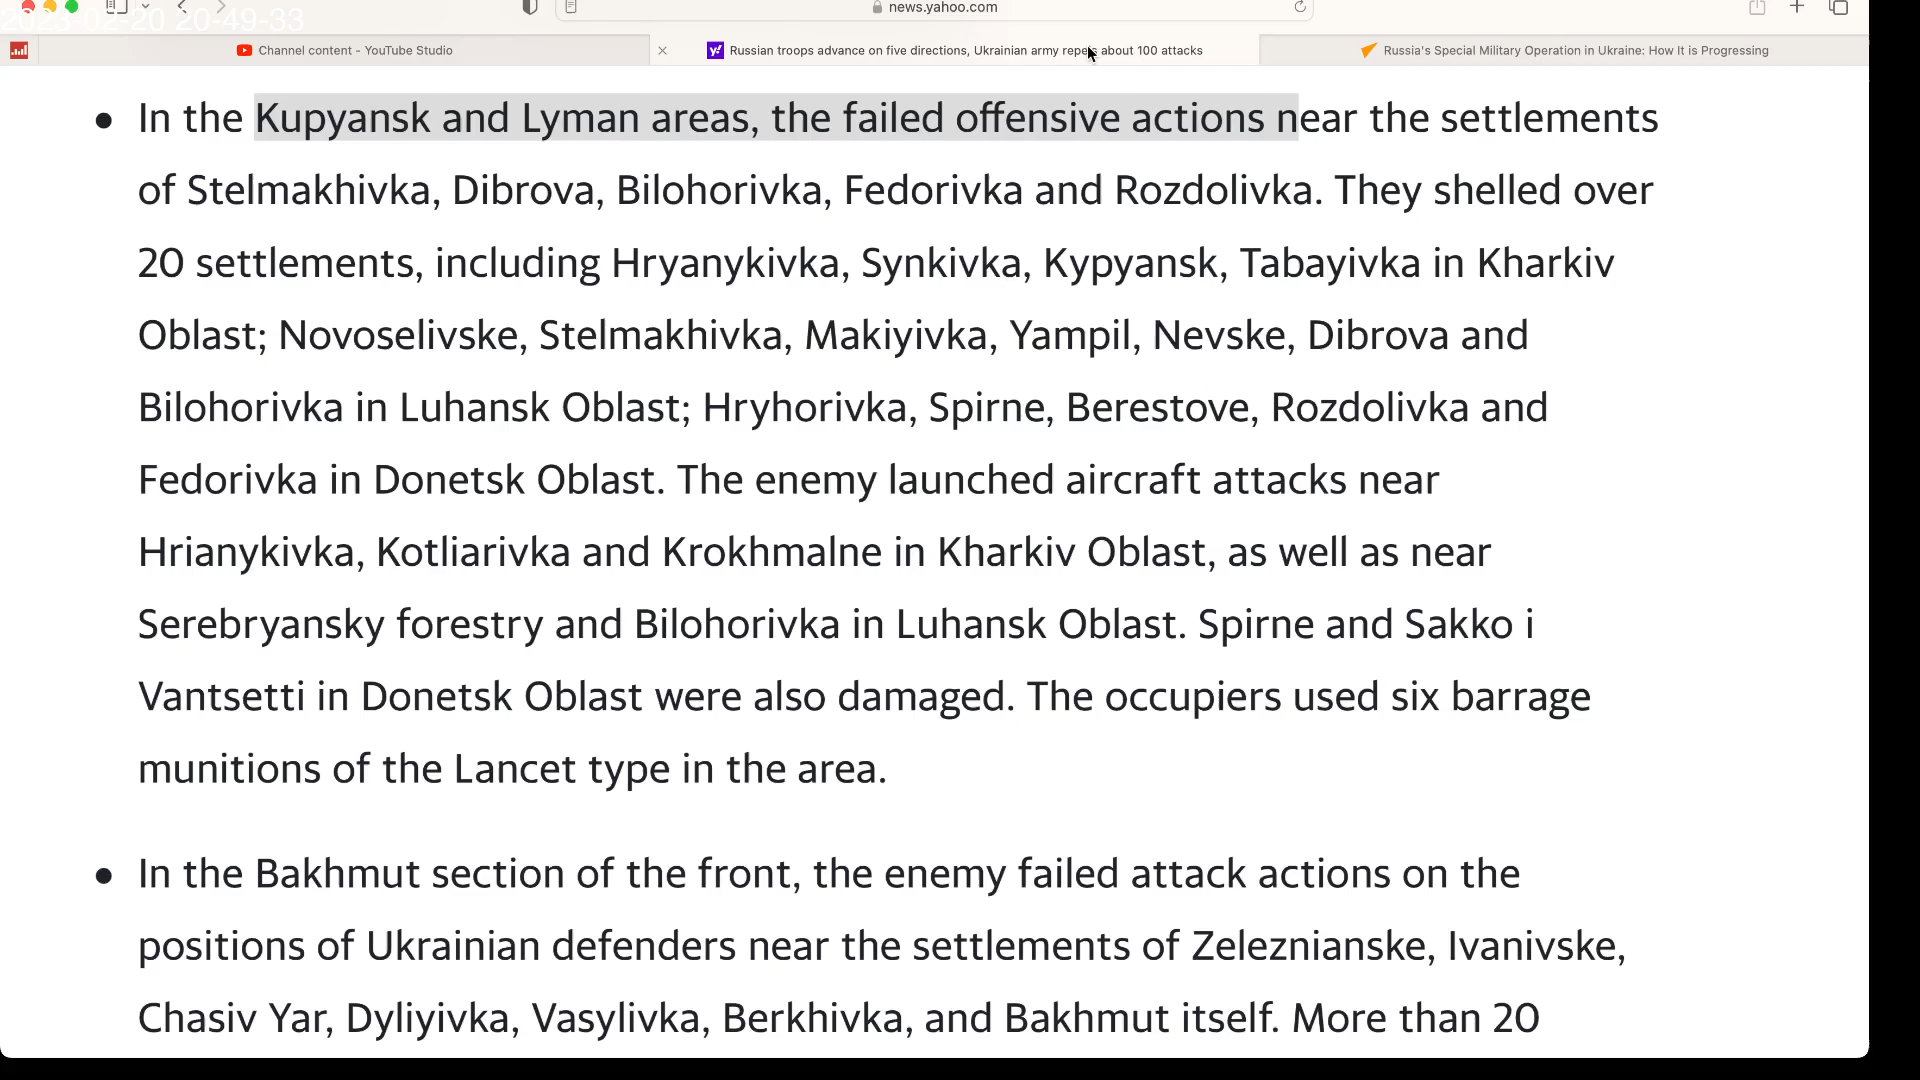 2023-02-20 20-49-33
news.yahoo.com
Channel content - YouTube Studio
Russian troops advance on five directions, Ukrainian army repels about 100 attacks
Russia's Special Military Operation in Ukraine: How It is Progressing
• In the Kupyansk and Lyman areas, the failed offensive actions near the settlements
of Stelmakhivka, Dibrova, Bilohorivka, Fedorivka and Rozdolivka. They shelled over
20 settlements, including Hryanykivka, Synkivka, Kypyansk, Tabayivka in Kharkiv
Oblast; Novoselivske, Stelmakhivka, Makiyivka, Yampil, Nevske, Dibrova and
Bilohorivka in Luhansk Oblast; Hryhorivka, Spirne, Berestove, Rozdolivka and
Fedorivka in Donetsk Oblast. The enemy launched aircraft attacks near
Hrianykivka, Kotliarivka and Krokhmalne in Kharkiv Oblast, as well as near
Serebryansky forestry and Bilohorivka in Luhansk Oblast. Spirne and Sakko i
Vantsetti in Donetsk Oblast were also damaged. The occupiers used six barrage
munitions of the Lancet type in the area.
• In the Bakhmut section of the front, the enemy failed attack actions on the
positions of Ukrainian defenders near the settlements of Zeleznianske, Ivanivske,
Chasiv Yar, Dyliyivka, Vasylivka, Berkhivka, and Bakhmut itself. More than 20